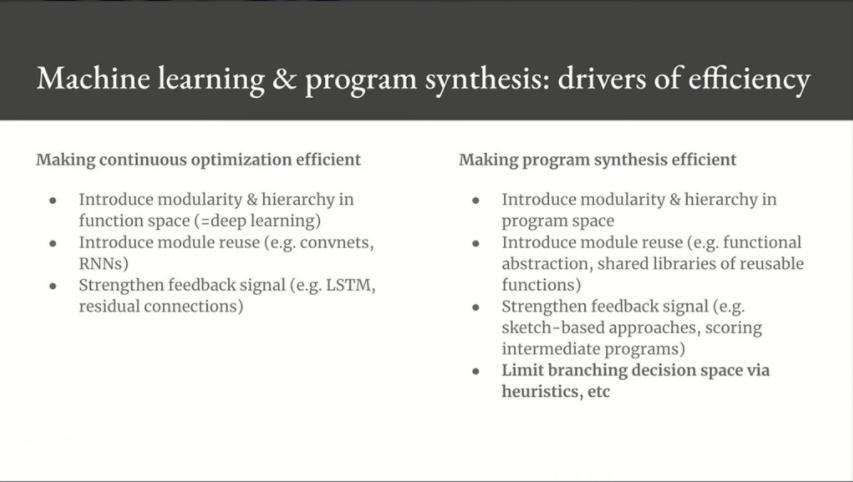 Machine learning & program synthesis: drivers of efficiency
Making continuous optimization efficient
● Introduce modularity & hierarchy in
function space (=deep learning)
● Introduce module reuse (e.g. convnets,
RNNs)
● Strengthen feedback signal (e.g. LSTM,
residual connections)
Making program synthesis efficient
● Introduce modularity & hierarchy in
program space
● Introduce module reuse (e.g. functional
abstraction, shared libraries of reusable
functions)
● Strengthen feedback signal (e.g.
sketch-based approaches, scoring
intermediate programs)
● Limit branching decision space via
heuristics, etc